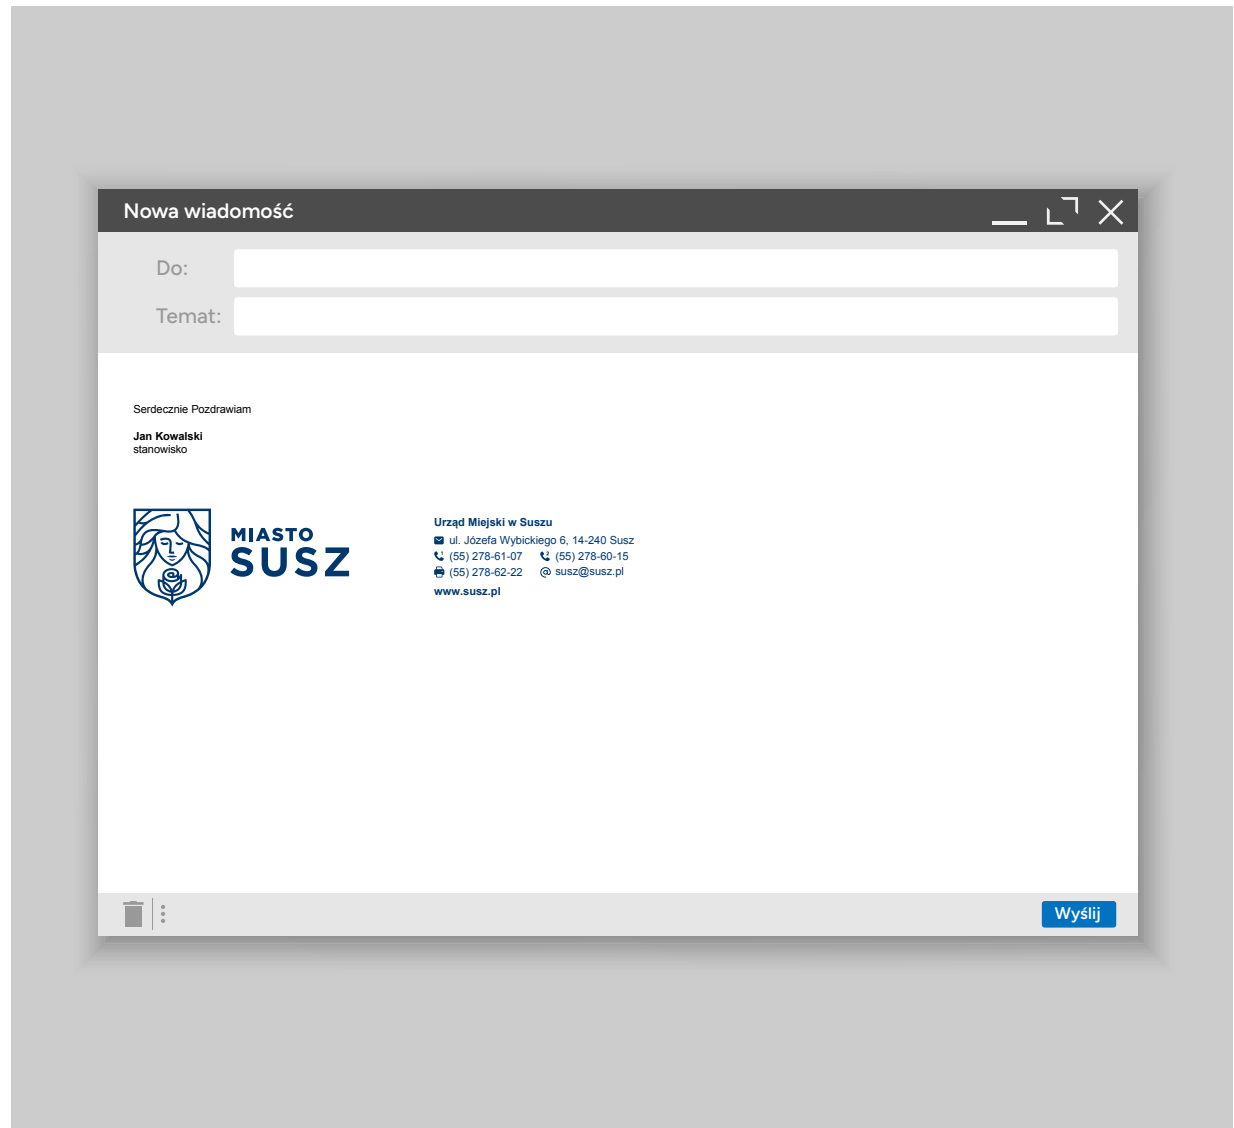 Nowa wiadomość
Do:
Temat:
Serdecznie Pozdrawiam
Jan Kowalski
stanowisko
MIASTO
SUSZ
Urząd Miejski w Suszu
ul. Józefa Wybickiego 6, 14-240 Susz
1 (55) 278-61-07 2 (55) 278-60-15
(55) 278-62-22 @ susz@susz.pl
www.susz.pl
Wyślij